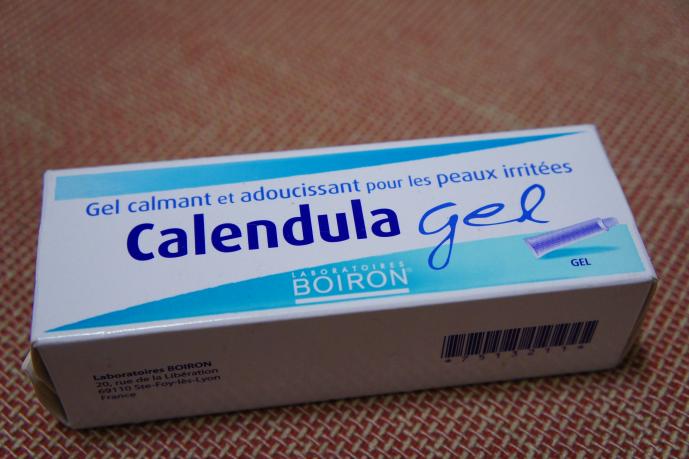 Gel calmant et adoucissant pour les peaux irritées
Calendula gel
LABORATOIRES
BOIRON®
GEL
Laboratoires BOIRON
20, rue de la Libération
69110 Ste-Foy-lès-Lyon
France
*7513211*